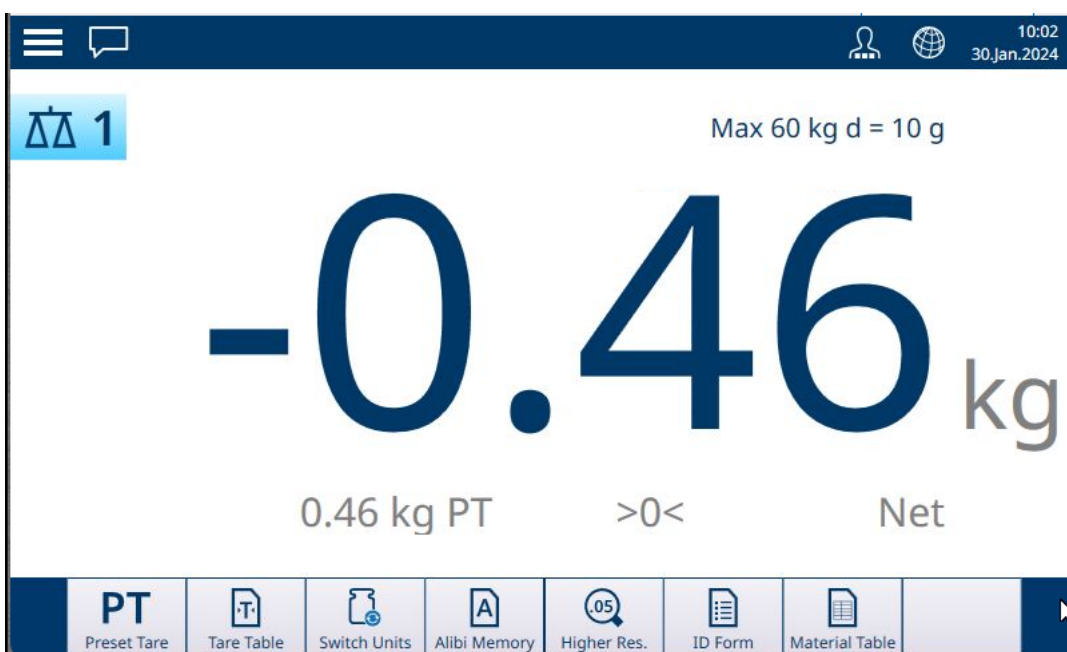 10:02
30.Jan.2024
1
Max 60 kg d = 10 g
-0.46 kg
0.46 kg PT >0< Net
PT .T. A .05
Preset Tare Tare Table Switch Units Alibi Memory Higher Res. ID Form Material Table